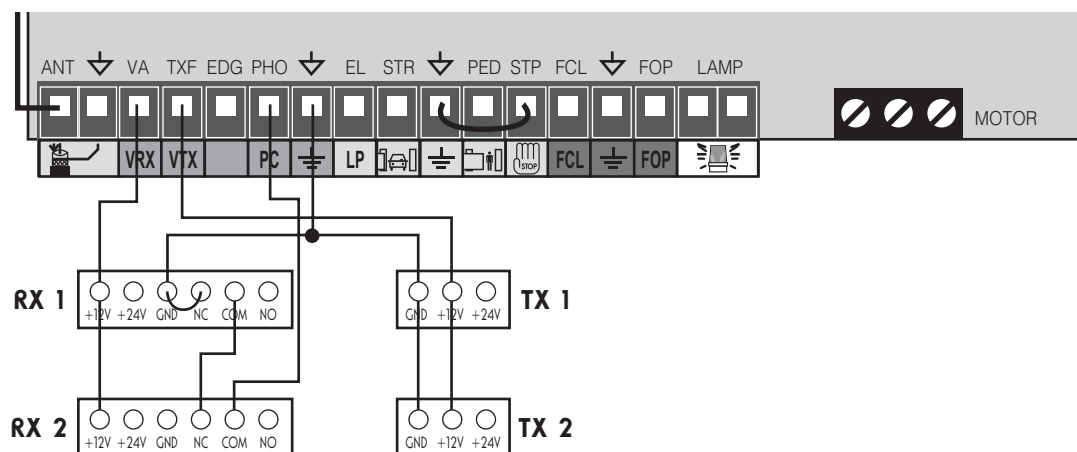 ANT VA TXF EDG PHO EL STR PED STP FCL FOP LAMP
MOTOR
VRX VTX PC LP STOP FCL FOP
RX 1
+12V +24V GND NC COM NO
GND +12V +24V
TX 1
RX 2
+12V +24V GND NC COM NO
GND +12V +24V
TX 2